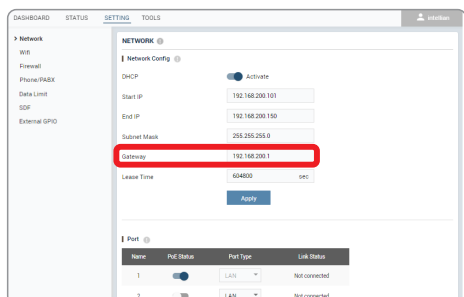 DASHBOARD STATUS SETTING TOOLS intellian
> Network
Wifi
Firewall
Phone/PABX
Data Limit
SDF
External GPIO
NETWORK
Network Config
DHCP Activate
Start IP 192.168.200.101
End IP 192.168.200.150
Subnet Mask 255.255.255.0
Gateway 192.168.200.1
Lease Time 604800 sec
Apply
Port
Name PoE Status Port Type Link Status
1 LAN Not connected
2 LAN Not connected